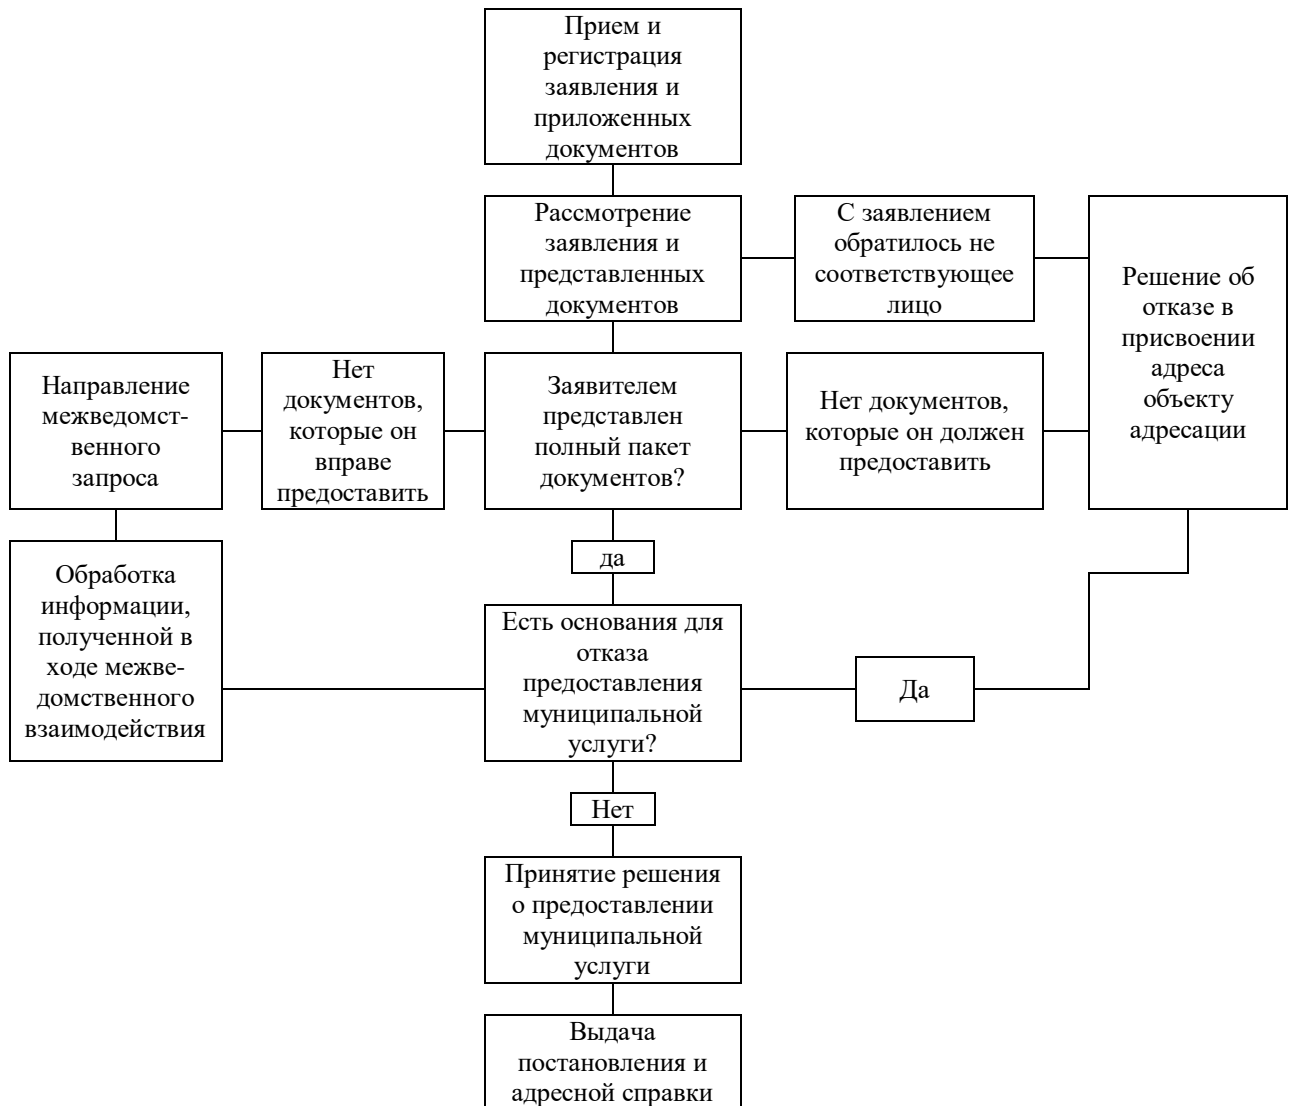 Прием и
регистрация
заявления и
приложенных
документов
Рассмотрение
заявления и
представленных
документов
С заявлением
обратилось не
соответствующее
лицо
Решение об
отказе в
присвоении
адреса
объекту
адресации
Направление
межведомст-
венного
запроса
Нет
документов,
которые он
вправе
предоставить
Заявителем
представлен
полный пакет
документов?
Нет документов,
которые он должен
предоставить
да
Обработка
информации,
полученной в
ходе межве-
домственного
взаимодействия
Есть основания для
отказа
предоставления
муниципальной
услуги?
Да
Нет
Принятие решения
о предоставлении
муниципальной
услуги
Выдача
постановления и
адресной справки